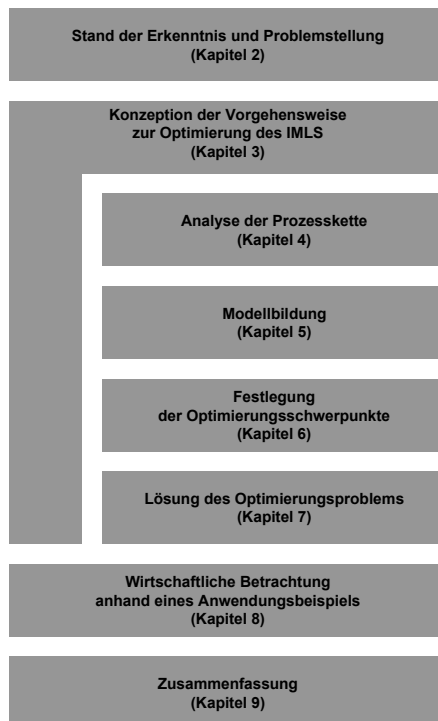 Stand der Erkenntnis und Problemstellung
(Kapitel 2)
Konzeption der Vorgehensweise
zur Optimierung des IMLS
(Kapitel 3)
Analyse der Prozesskette
(Kapitel 4)
Modellbildung
(Kapitel 5)
Festlegung
der Optimierungsschwerpunkte
(Kapitel 6)
Lösung des Optimierungsproblems
(Kapitel 7)
Wirtschaftliche Betrachtung
anhand eines Anwendungsbeispiels
(Kapitel 8)
Zusammenfassung
(Kapitel 9)